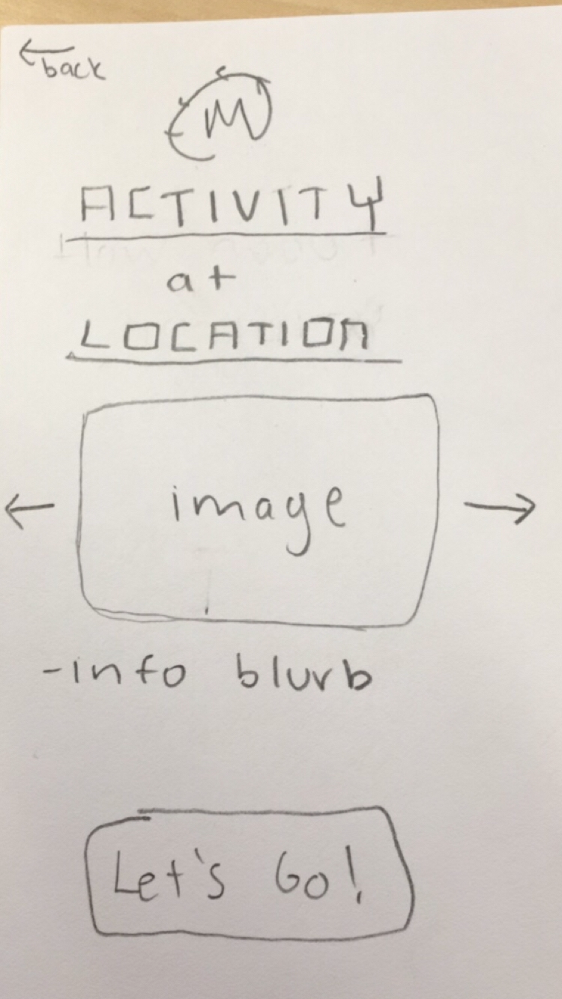 back
M
ACTIVITY
at
LOCATION
image
-info blurb
Let's Go!